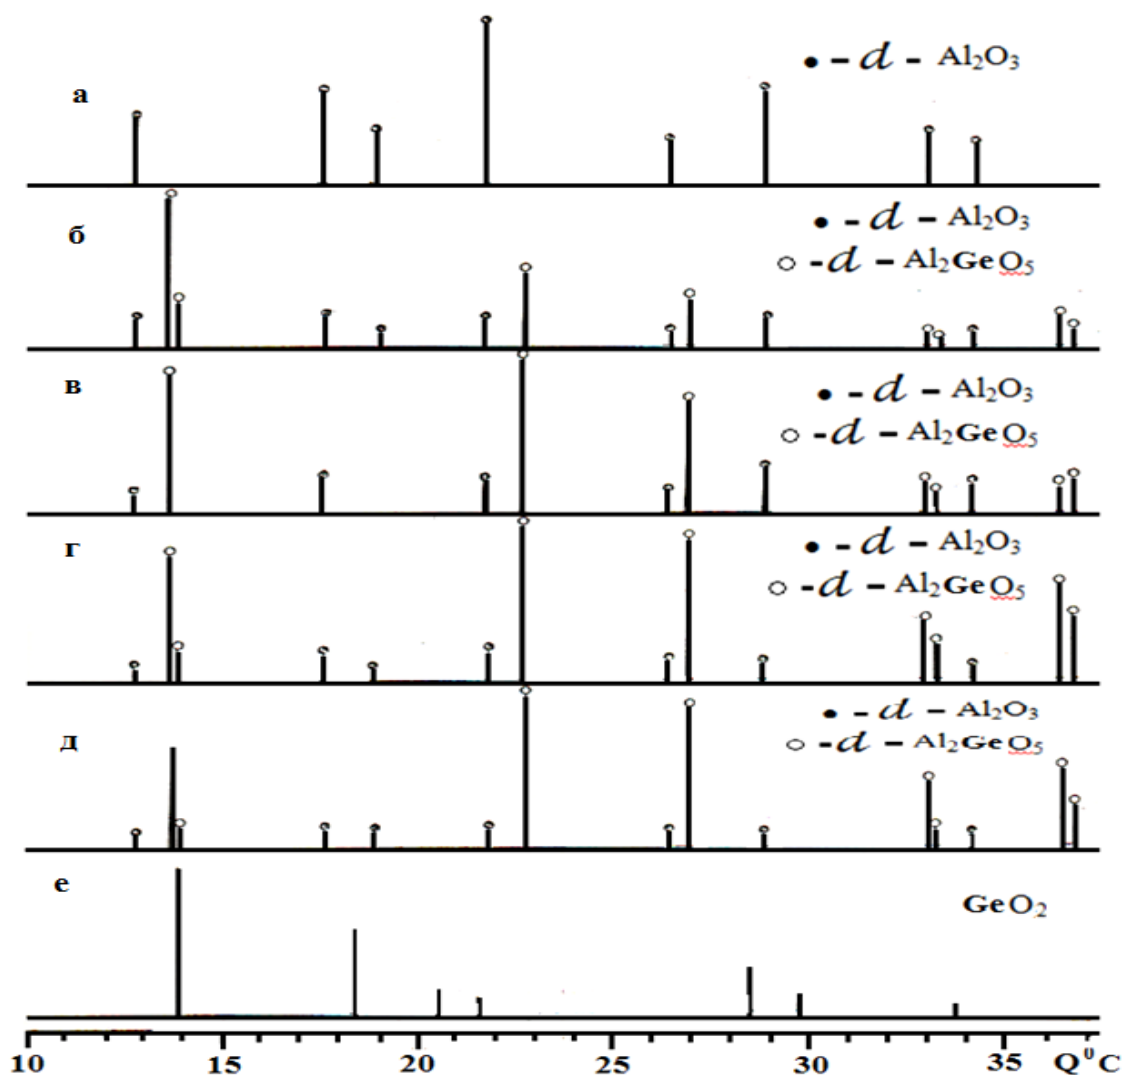 а
• - d - Al₂O₃
б
• - d - Al₂O₃
○ - d - Al₂GeO₅
в
• - d - Al₂O₃
○ - d - Al₂GeO₅
г
• - d - Al₂O₃
○ - d - Al₂GeO₅
д
• - d - Al₂O₃
○ - d - Al₂GeO₅
е
GeO₂
10 15 20 25 30 35 Q⁰C